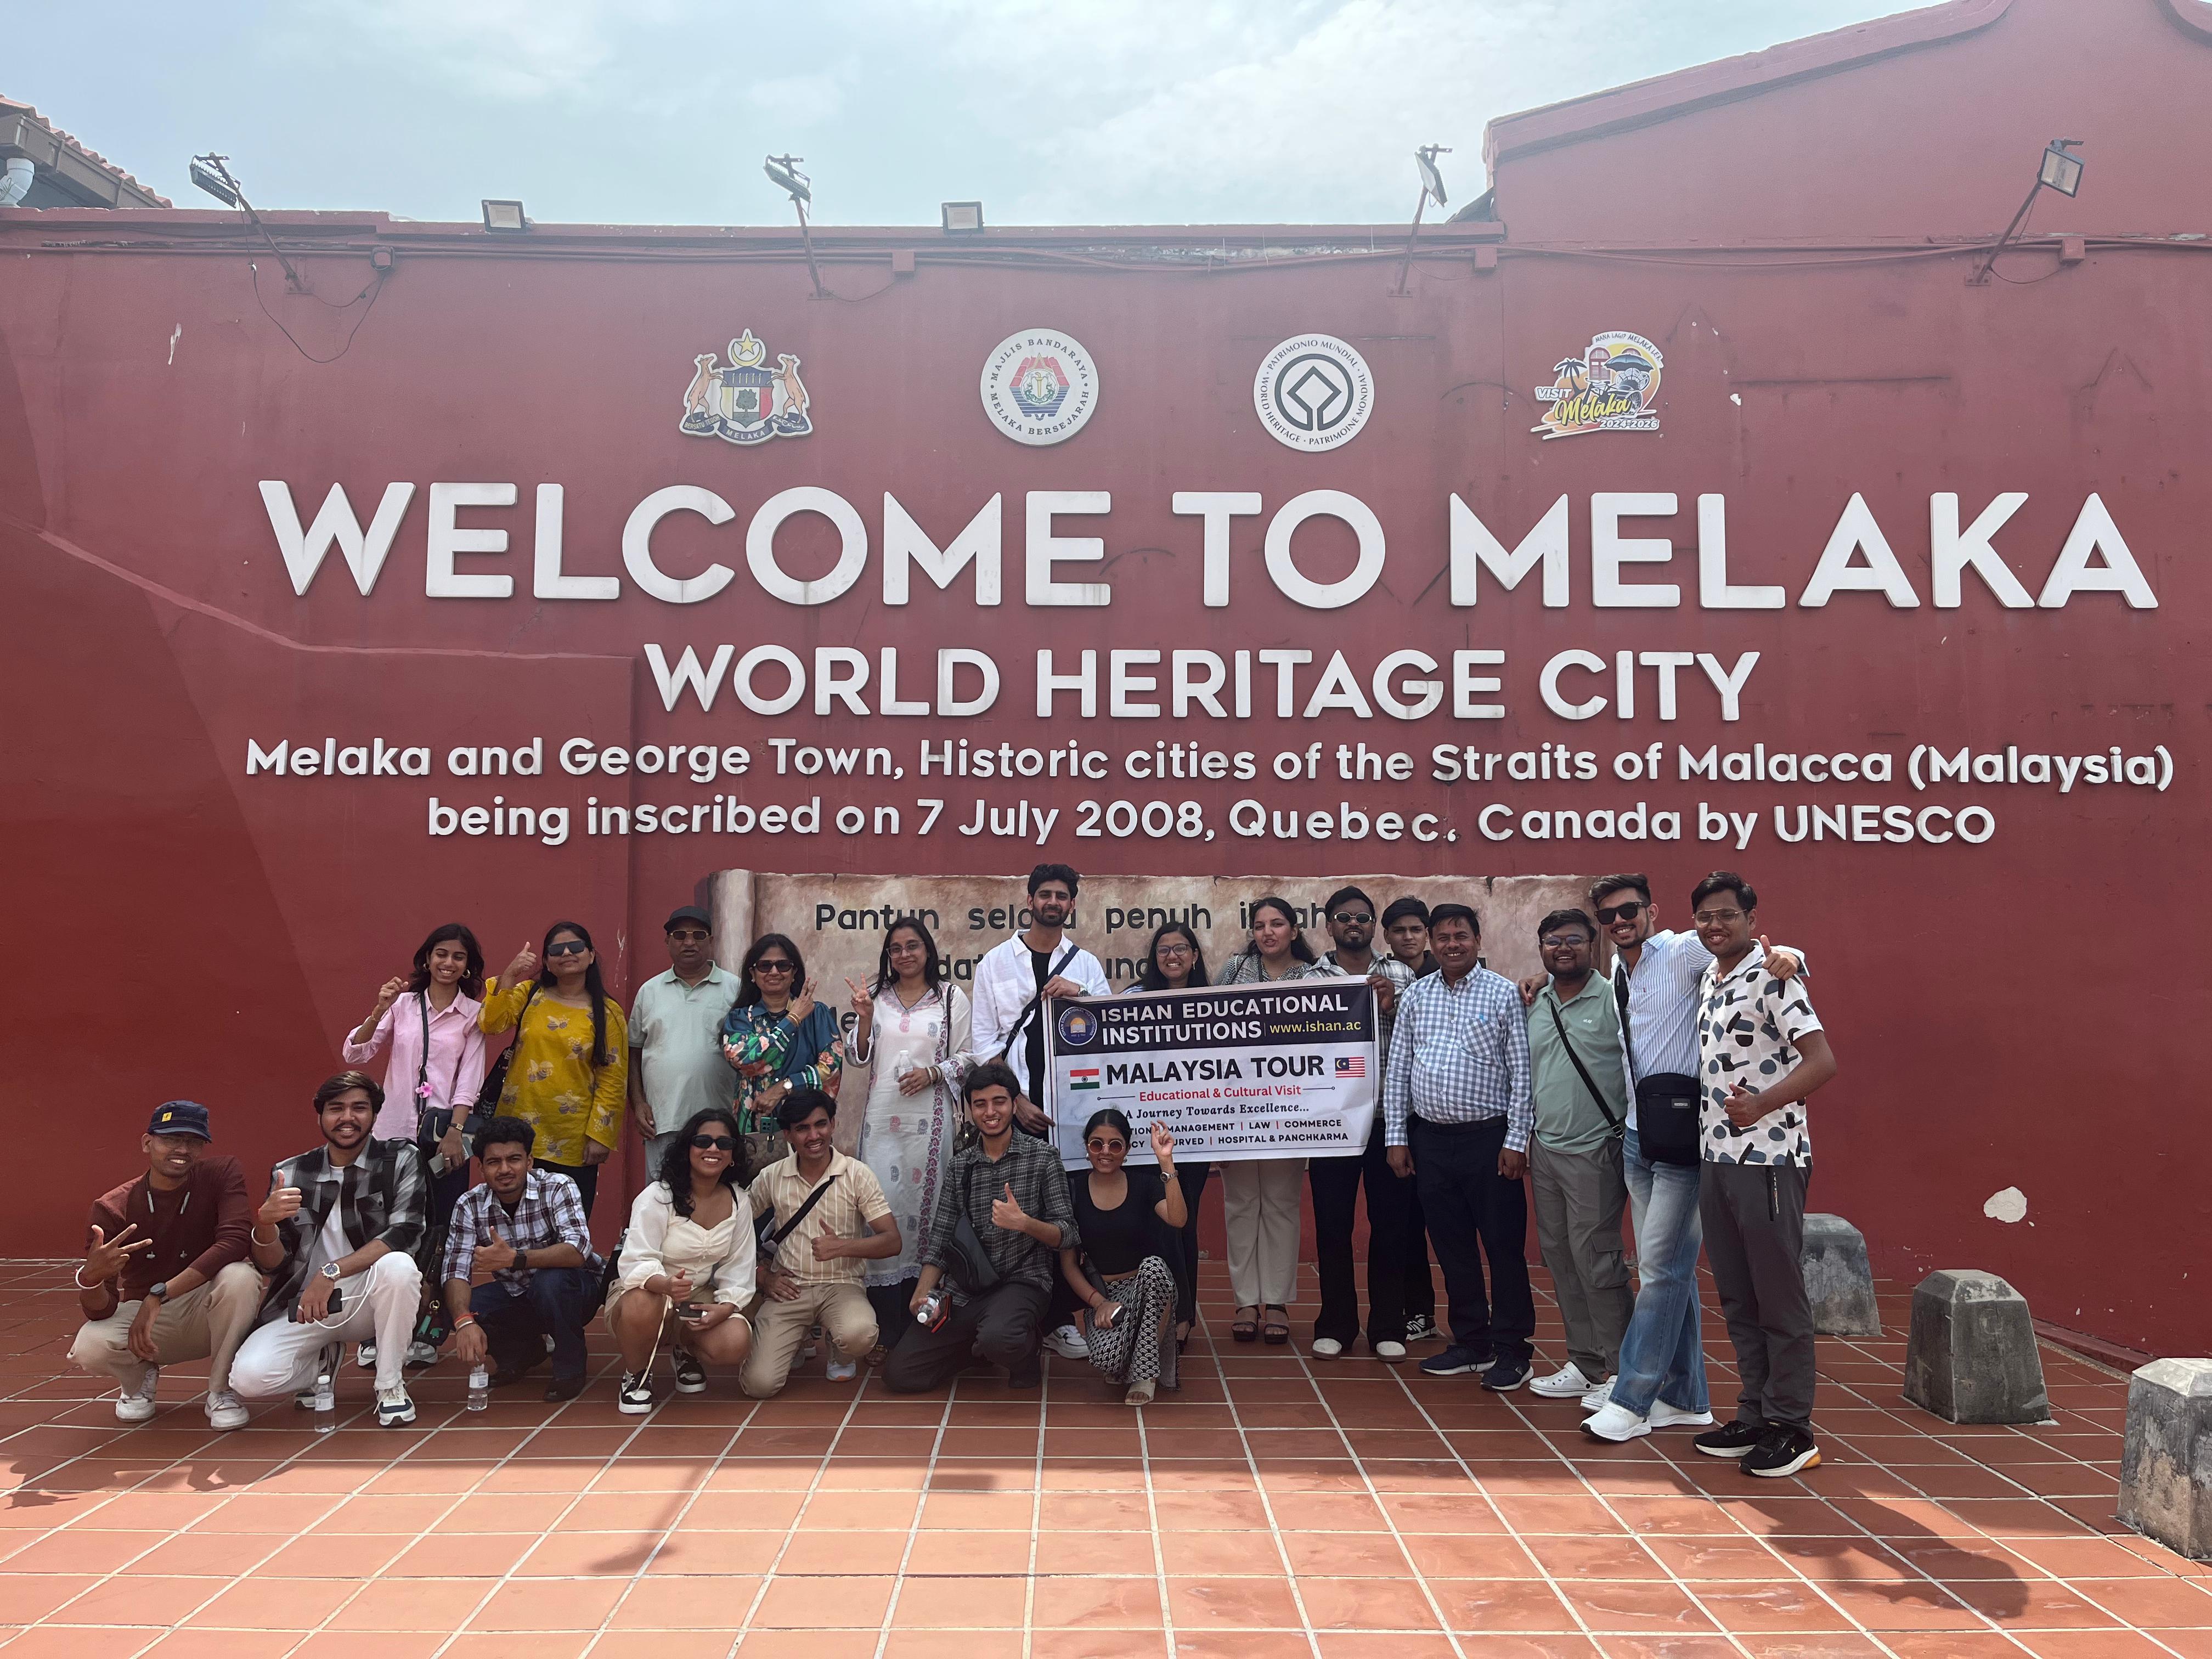 MELAKA
MAJLIS BANDARAYA
MELAKA BERSEJARAH
PATRIMONIO MUNDIAL
WORLD HERITAGE
PATRIMOINE MONDIAL
VISIT
Melaka
2024-2026
WELCOME TO MELAKA
WORLD HERITAGE CITY
Melaka and George Town, Historic cities of the Straits of Malacca (Malaysia)
being inscribed on 7 July 2008, Quebec, Canada by UNESCO
Pantun penuh
ISHAN EDUCATIONAL
INSTITUTIONS | www.ishan.ac
MALAYSIA TOUR
Educational & Cultural Visit
A Journey Towards Excellence...
MANAGEMENT | LAW | COMMERCE
HOSPITAL & PANCHKARMA